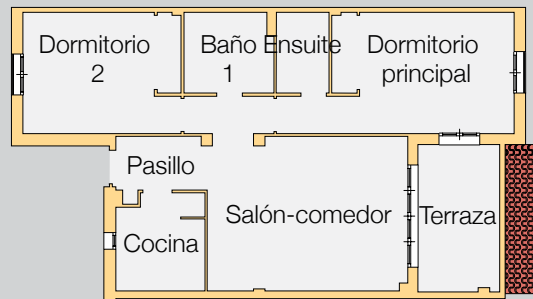 Dormitorio
2
Baño
1
Ensuite
Dormitorio
principal
Pasillo
Salón-comedor
Terraza
Cocina